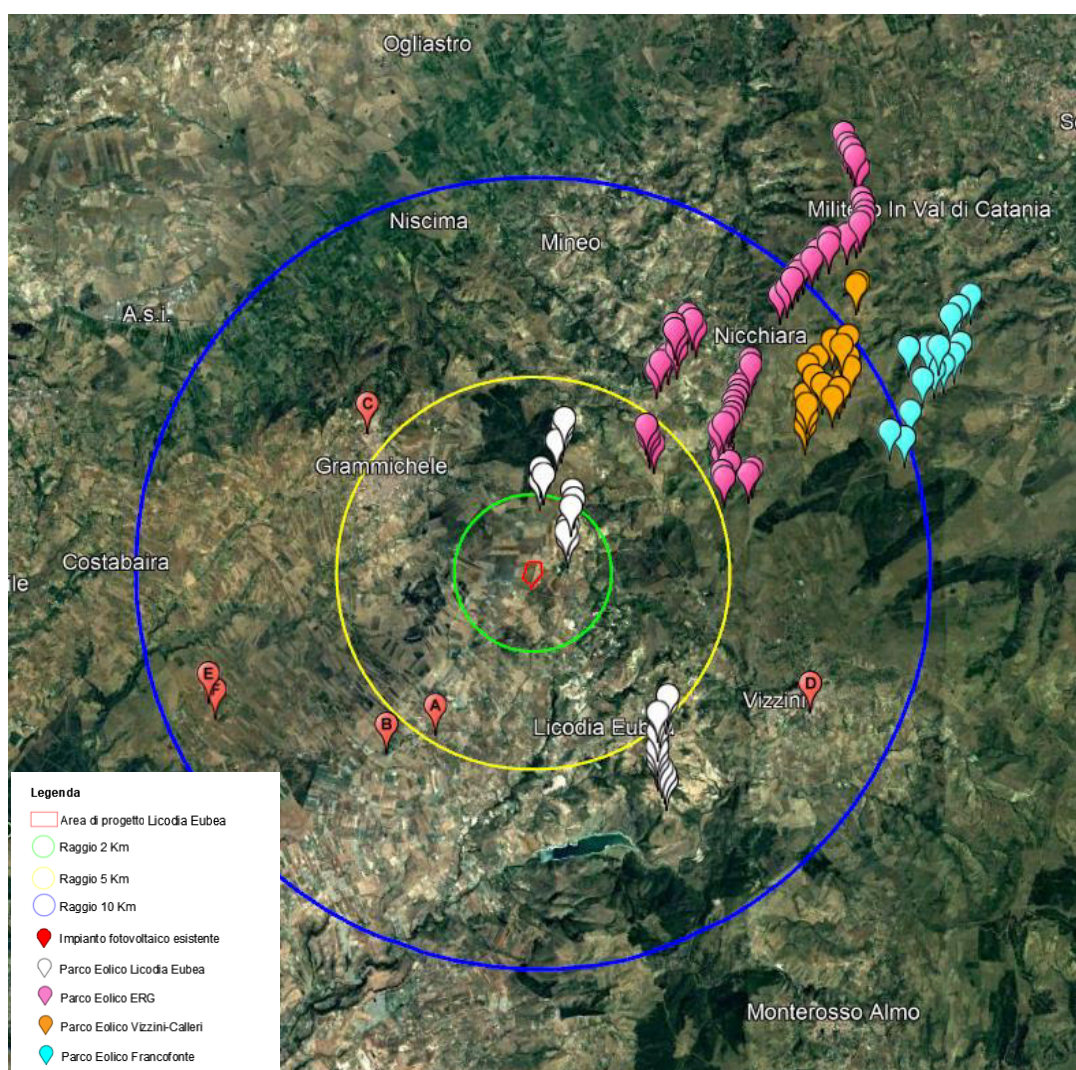 Ogliastro
Militello In Val di Catania
Niscima
Mineo
A.s.i.
Nicchiara
C
Grammichele
Costabaira
ile
E
F
D
Vizzini
A
B
Licodia Eubea
Legenda
Area di progetto Licodia Eubea
Raggio 2 Km
Raggio 5 Km
Raggio 10 Km
Impianto fotovoltaico esistente
Parco Eolico Licodia Eubea
Parco Eolico ERG
Parco Eolico Vizzini-Calleri
Parco Eolico Francofonte
Monterosso Almo